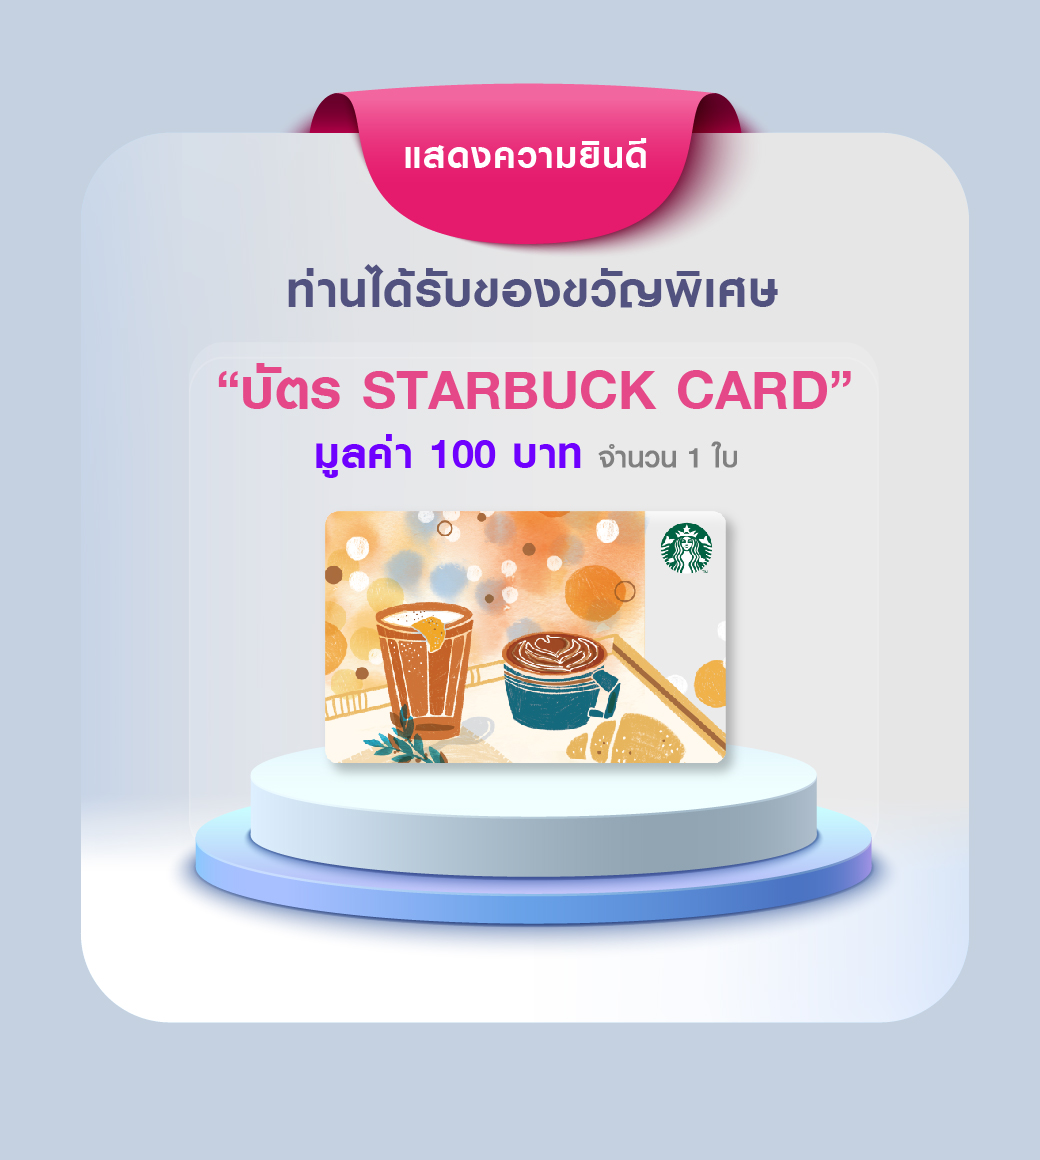 แสดงความยินดี
ท่านได้รับของขวัญพิเศษ
“บัตร STARBUCK CARD”
มูลค่า 100 บาท จำนวน 1 ใบ